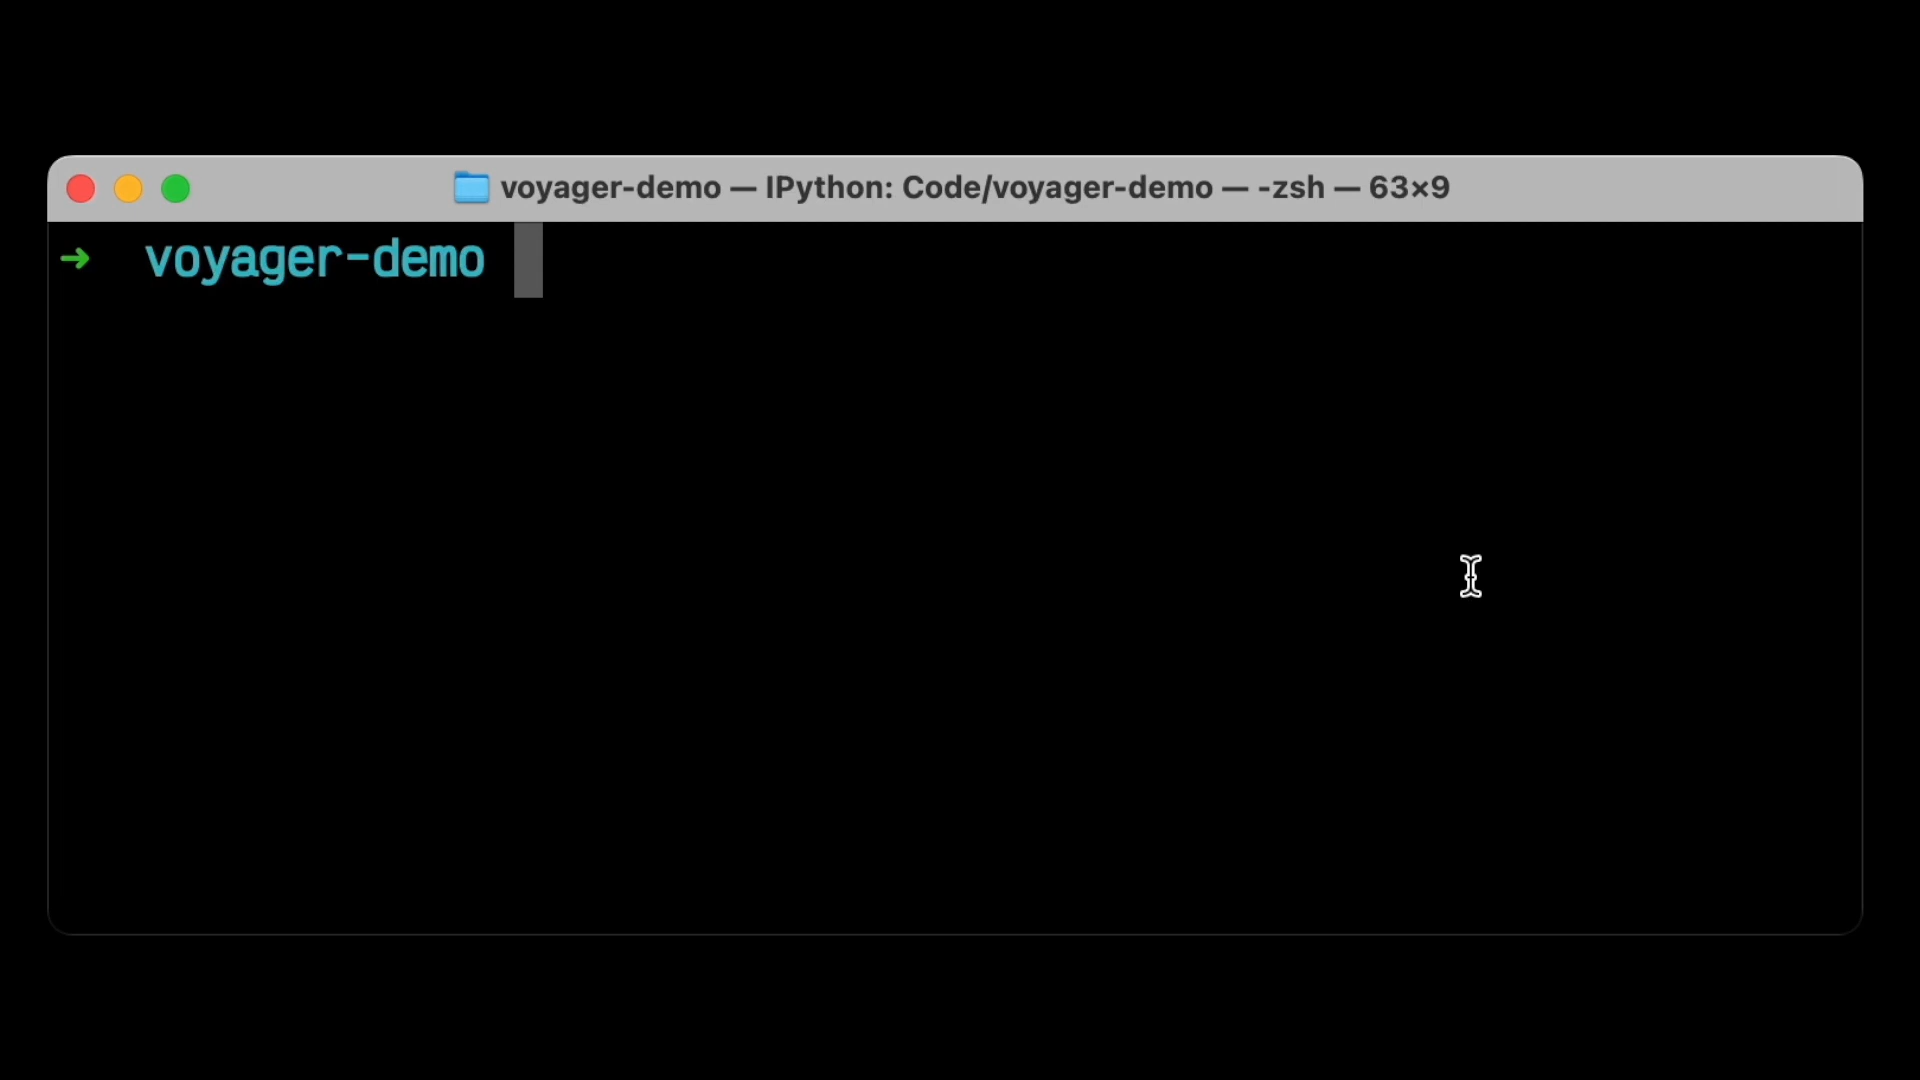 voyager-demo — IPython: Code/voyager-demo — -zsh — 63×9
➜ voyager-demo